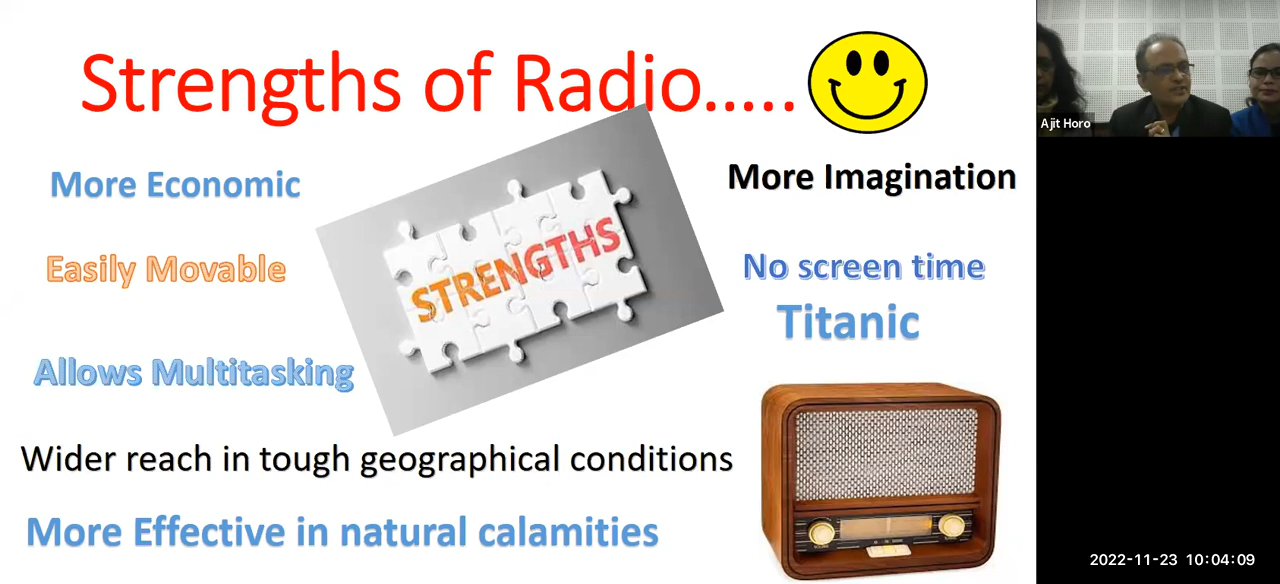 Strengths of Radio.....
More Economic
Easily Movable
Allows Multitasking
STRENGTHS
More Imagination
No screen time
Titanic
Wider reach in tough geographical conditions
More Effective in natural calamities
Ajit Horo
2022-11-23 10:04:09